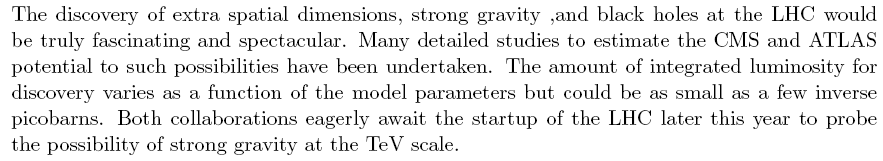 The discovery of extra spatial dimensions, strong gravity ,and black holes at the LHC would
be truly fascinating and spectacular. Many detailed studies to estimate the CMS and ATLAS
potential to such possibilities have been undertaken. The amount of integrated luminosity for
discovery varies as a function of the model parameters but could be as small as a few inverse
picobarns. Both collaborations eagerly await the startup of the LHC later this year to probe
the possibility of strong gravity at the TeV scale.